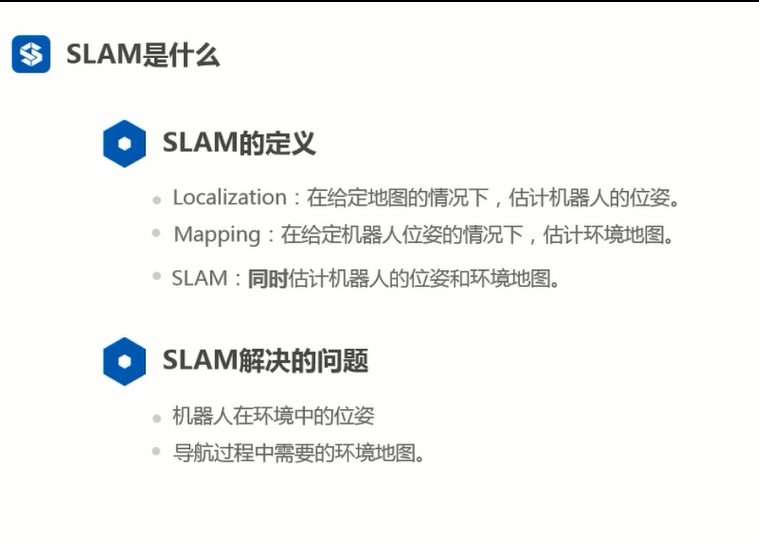 SLAM是什么
SLAM的定义
Localization：在给定地图的情况下，估计机器人的位姿。
Mapping：在给定机器人位姿的情况下，估计环境地图。
SLAM：同时估计机器人的位姿和环境地图。
SLAM解决的问题
机器人在环境中的位姿
导航过程中需要的环境地图。